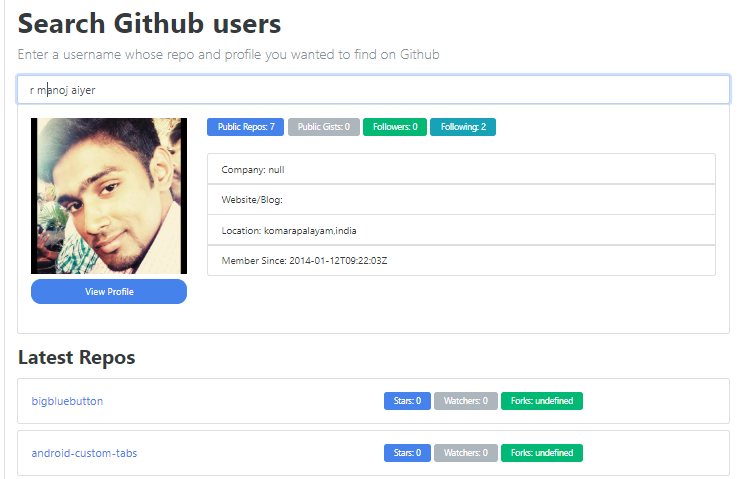 Search Github users
Enter a username whose repo and profile you wanted to find on Github
r manoj aiyer
Public Repos: 7 Public Gists: 0 Followers: 0 Following: 2
Company: null
Website/Blog:
Location: komarapalayam,india
Member Since: 2014-01-12T09:22:03Z
View Profile
Latest Repos
bigbluebutton Stars: 0 Watchers: 0 Forks: undefined
android-custom-tabs Stars: 0 Watchers: 0 Forks: undefined